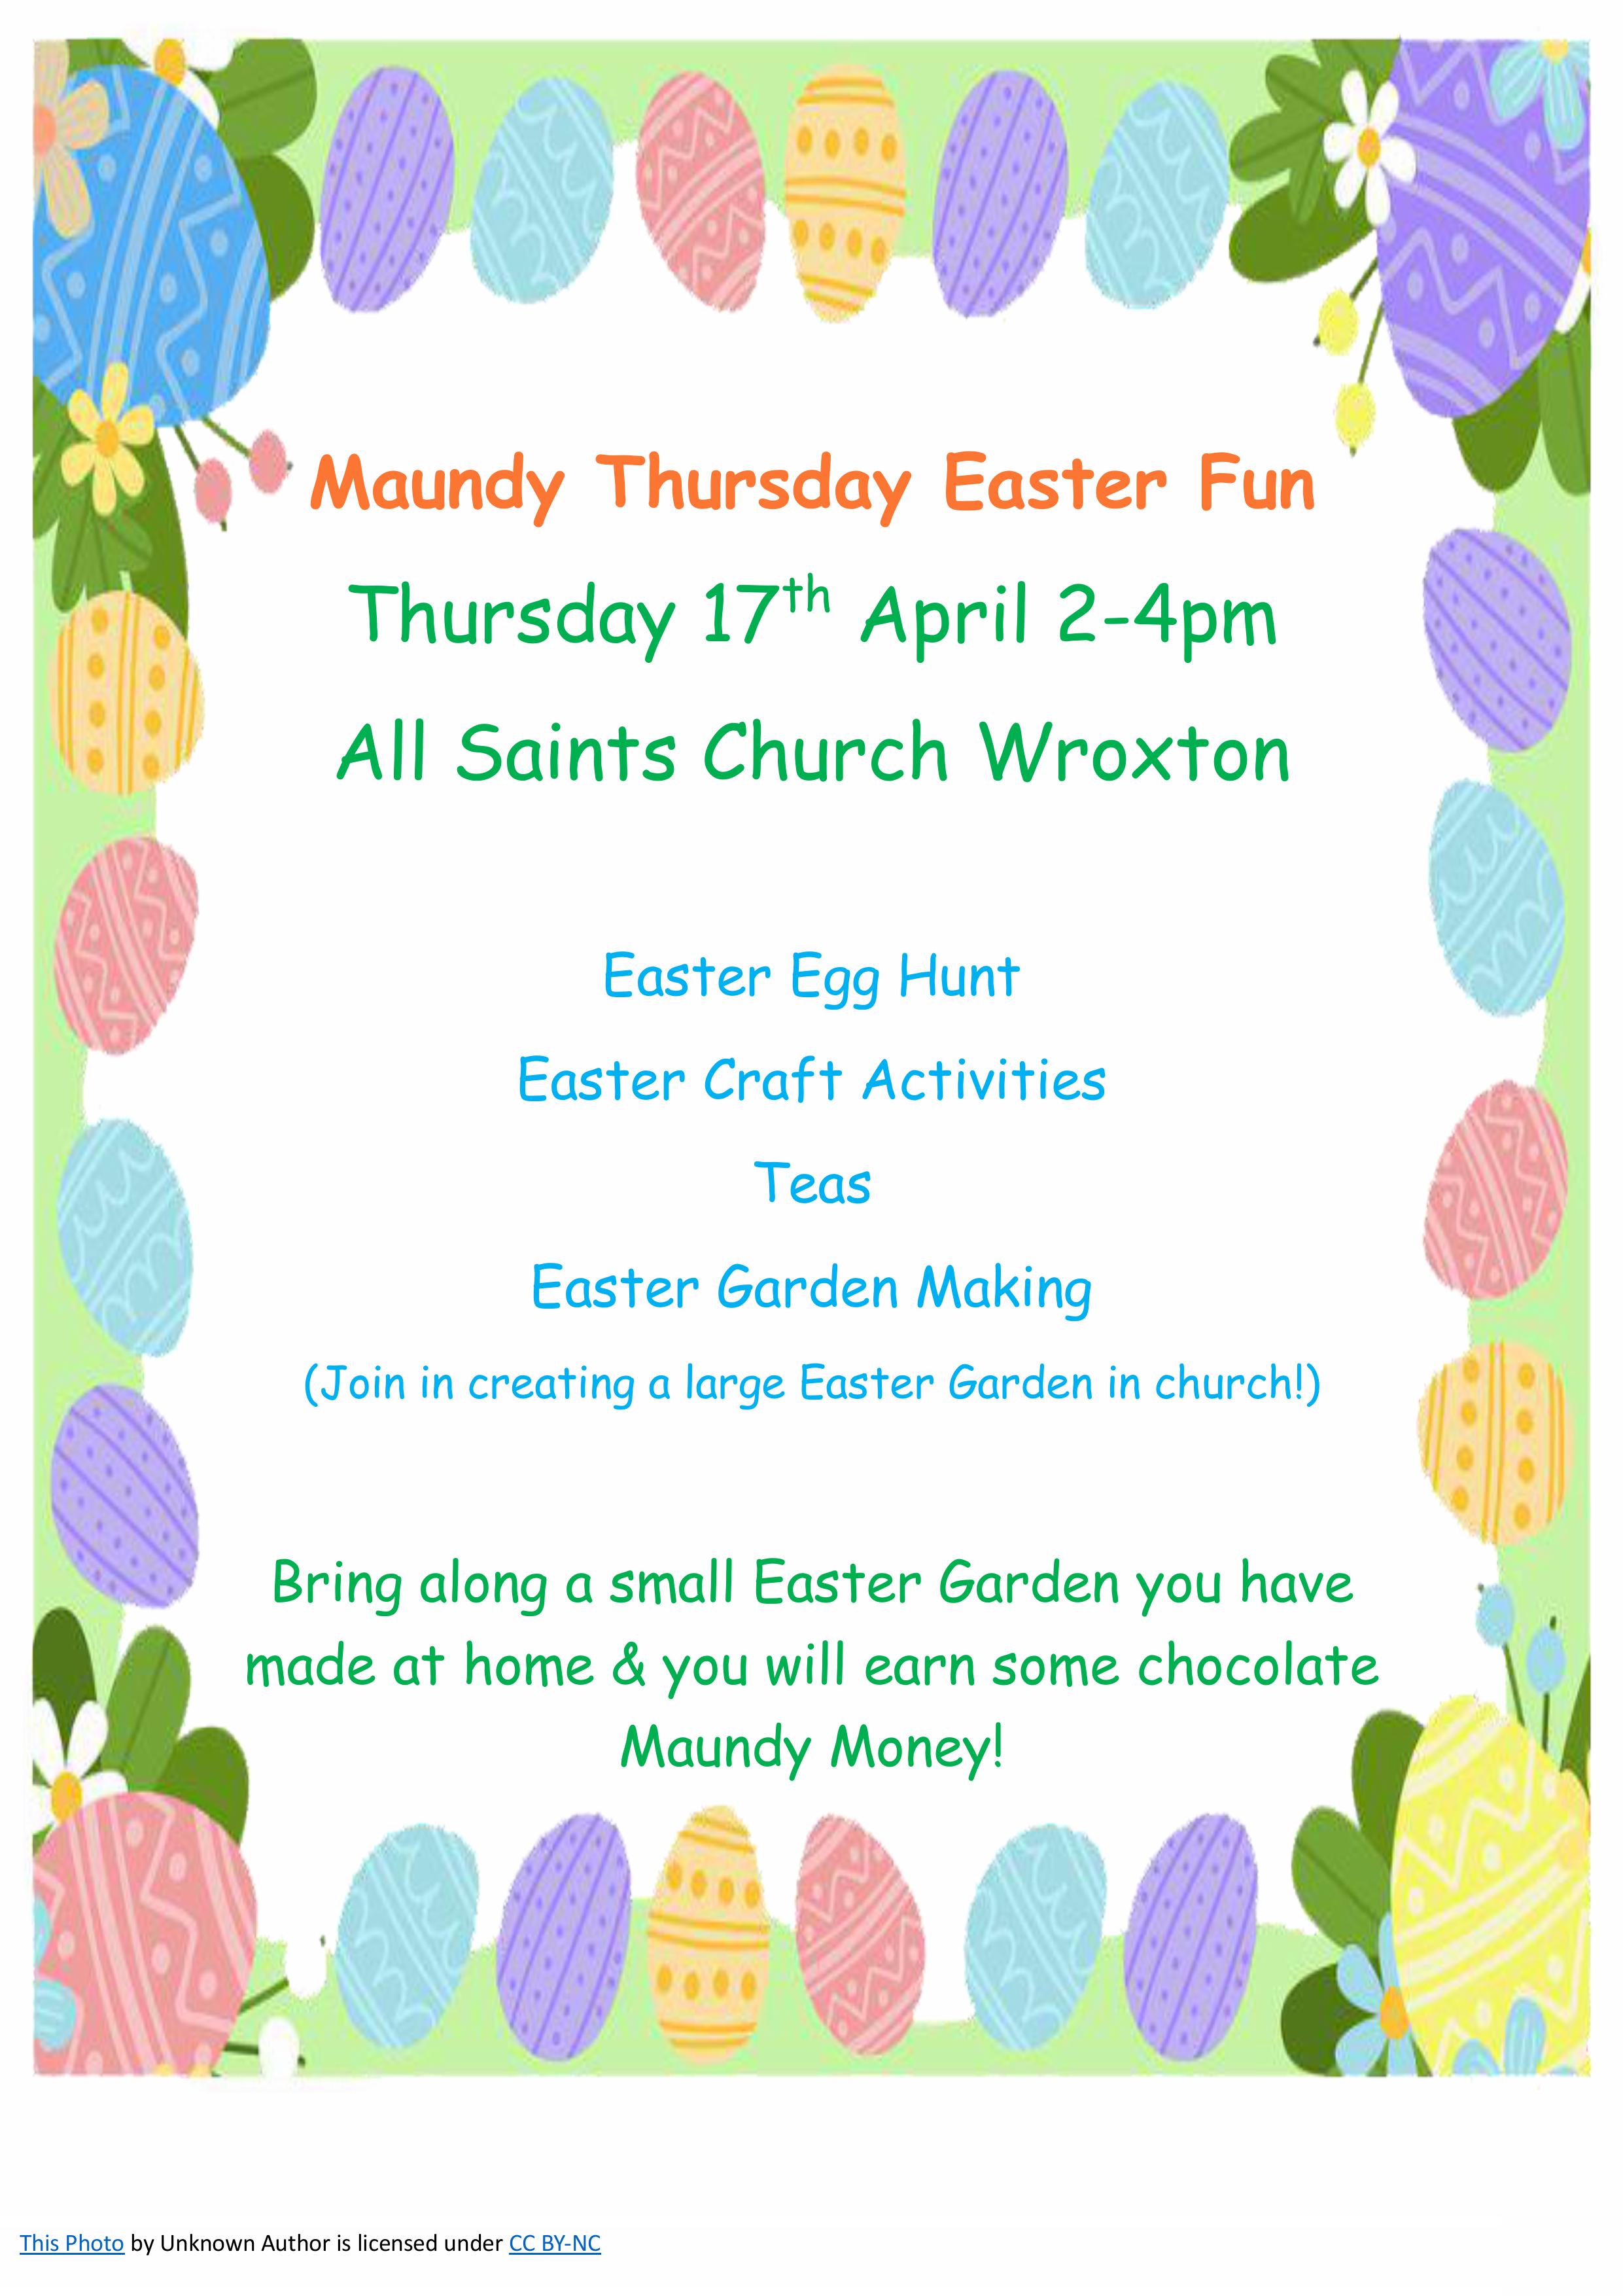 Maundy Thursday Easter Fun
Thursday 17th April 2-4pm
All Saints Church Wroxton
Easter Egg Hunt
Easter Craft Activities
Teas
Easter Garden Making
(Join in creating a large Easter Garden in church!)
Bring along a small Easter Garden you have
made at home & you will earn some chocolate
Maundy Money!
This Photo by Unknown Author is licensed under CC BY-NC